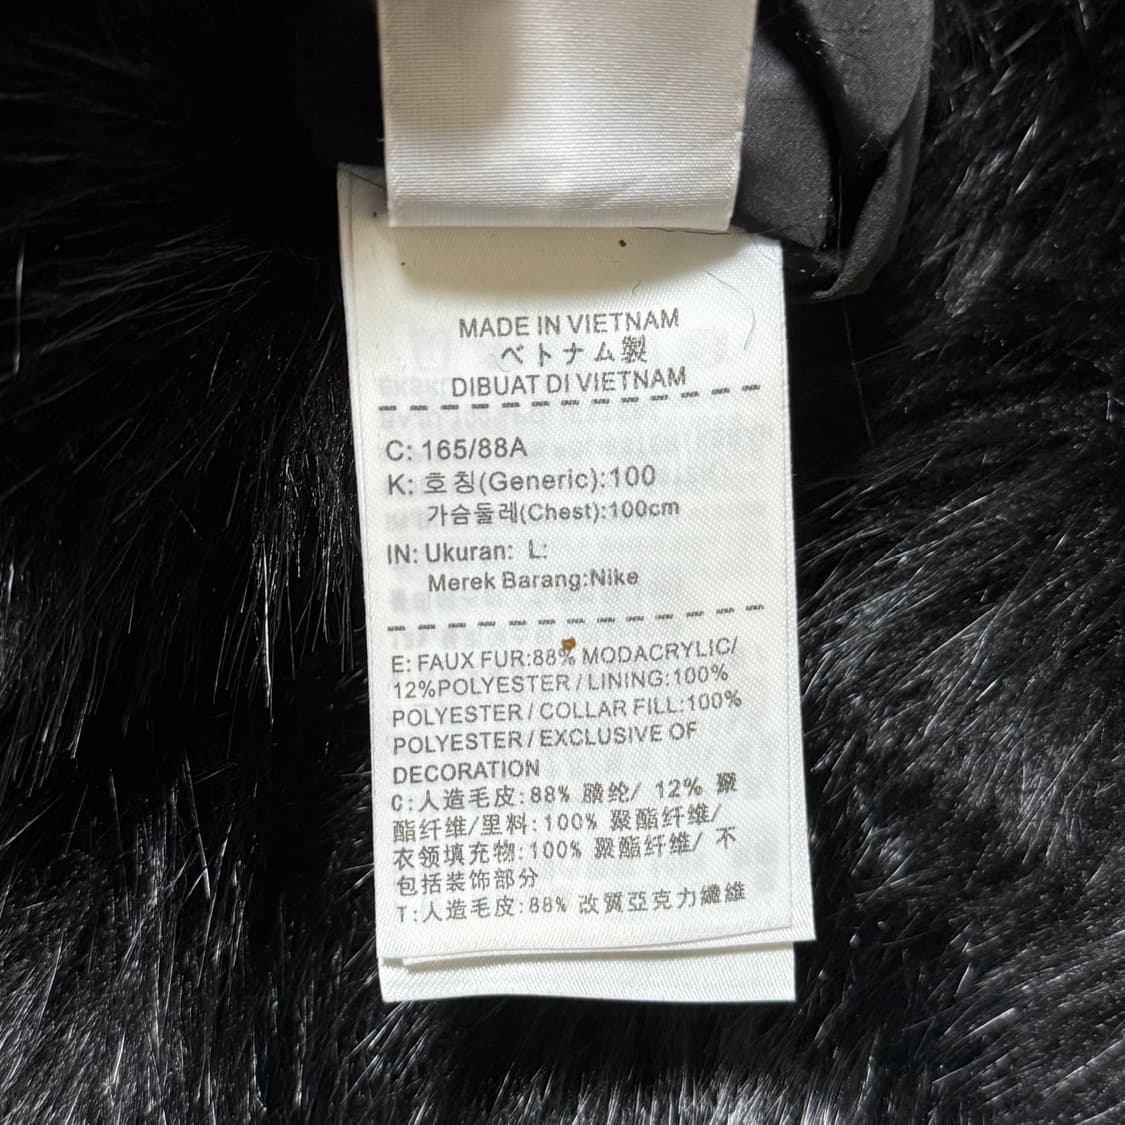 MADE IN VIETNAM
ベトナム製
DIBUAT DI VIETNAM
C: 165/88A
K: 호칭(Generic):100
가슴둘레(Chest):100cm
IN: Ukuran: L:
Merek Barang:Nike
E: FAUX FUR:88% MODACRYLIC/
12%POLYESTER / LINING:100%
POLYESTER / COLLAR FILL:100%
POLYESTER / EXCLUSIVE OF
DECORATION
C:人造毛皮:88% 腈纶/ 12% 聚
酯纤维/里料:100% 聚酯纤维/
衣领填充物:100% 聚酯纤维/ 不
包括装饰部分
T:人造毛皮:88% 改質亞克力纖維